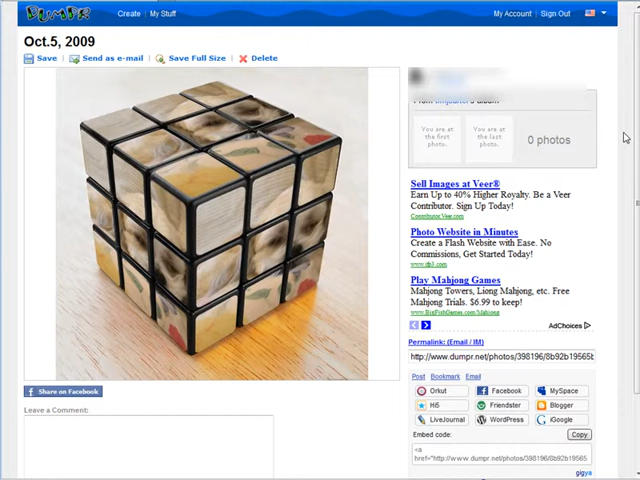 DUMPR
Create | My Stuff
My Account | Sign Out
Oct.5, 2009
Save | Send as e-mail | Save Full Size | Delete
You are at the first photo.
You are at the last photo.
0 photos
Sell Images at Veer®
Earn Up to 40% Higher Royalty. Be a Veer
Contributor. Sign Up Today!
Contributor.Veer.com
Photo Website in Minutes
Create a Flash Website with Ease. No
Commissions, Get Started Today!
Play Mahjong Games
Mahjong Towers, Liong Mahjong, etc. Free
Mahjong Trials. $6.99 to keep!
www.BigFishGames.com/Mahjong
AdChoices
Permalink: (Email / IM)
http://www.dumpr.net/photos/398196/8b92b19565b
Share on Facebook
Post Bookmark Email
Orkut Facebook MySpace
Hi5 Friendster Blogger
LiveJournal WordPress iGoogle
Leave a Comment:
Embed code: Copy
<a
href="http://www.dumpr.net/photos/398196/8b92b19565
gigya